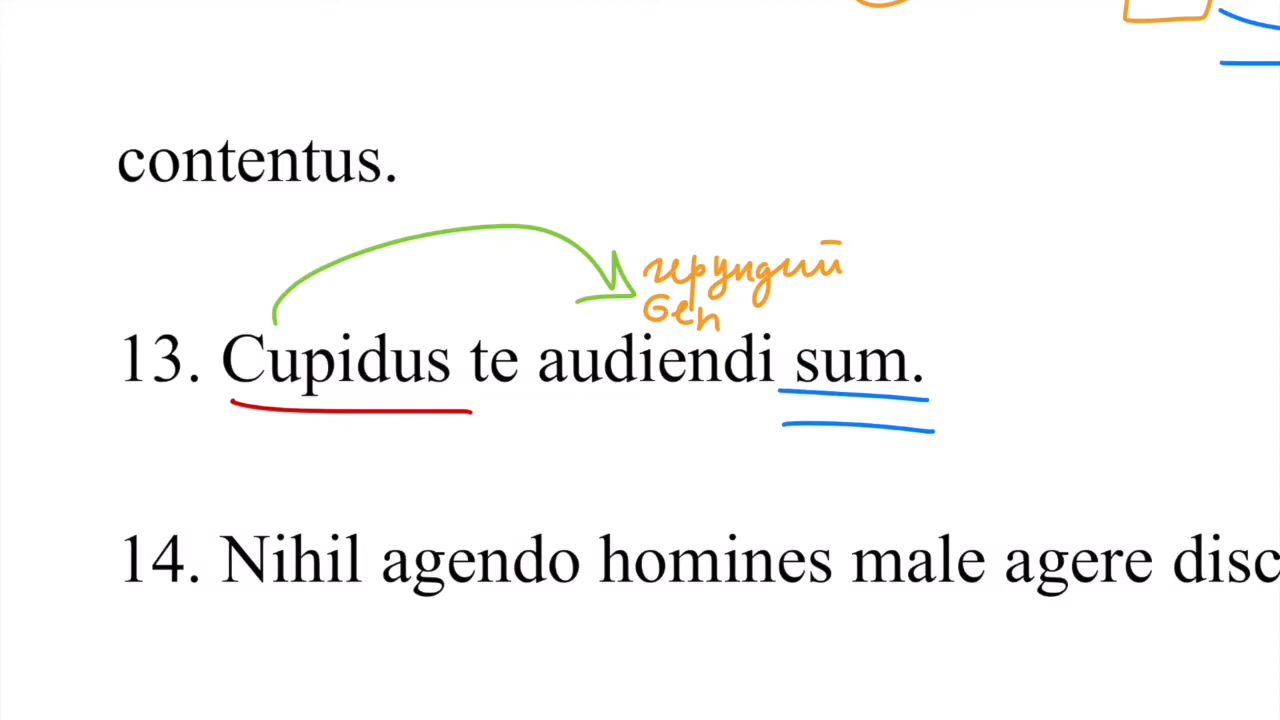 contentus.
герундий
Gen
13. Cupidus te audiendi sum.
14. Nihil agendo homines male agere disc